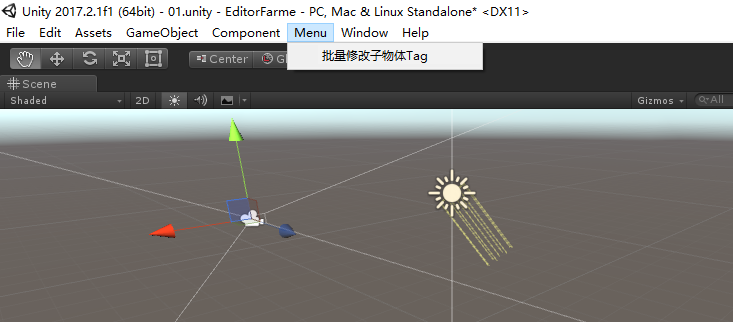 Unity 2017.2.1f1 (64bit) - 01.unity - EditorFarme - PC, Mac & Linux Standalone* <DX11>
File Edit Assets GameObject Component Menu Window Help
批量修改子物体Tag
Center
Scene
Shaded 2D Gizmos All